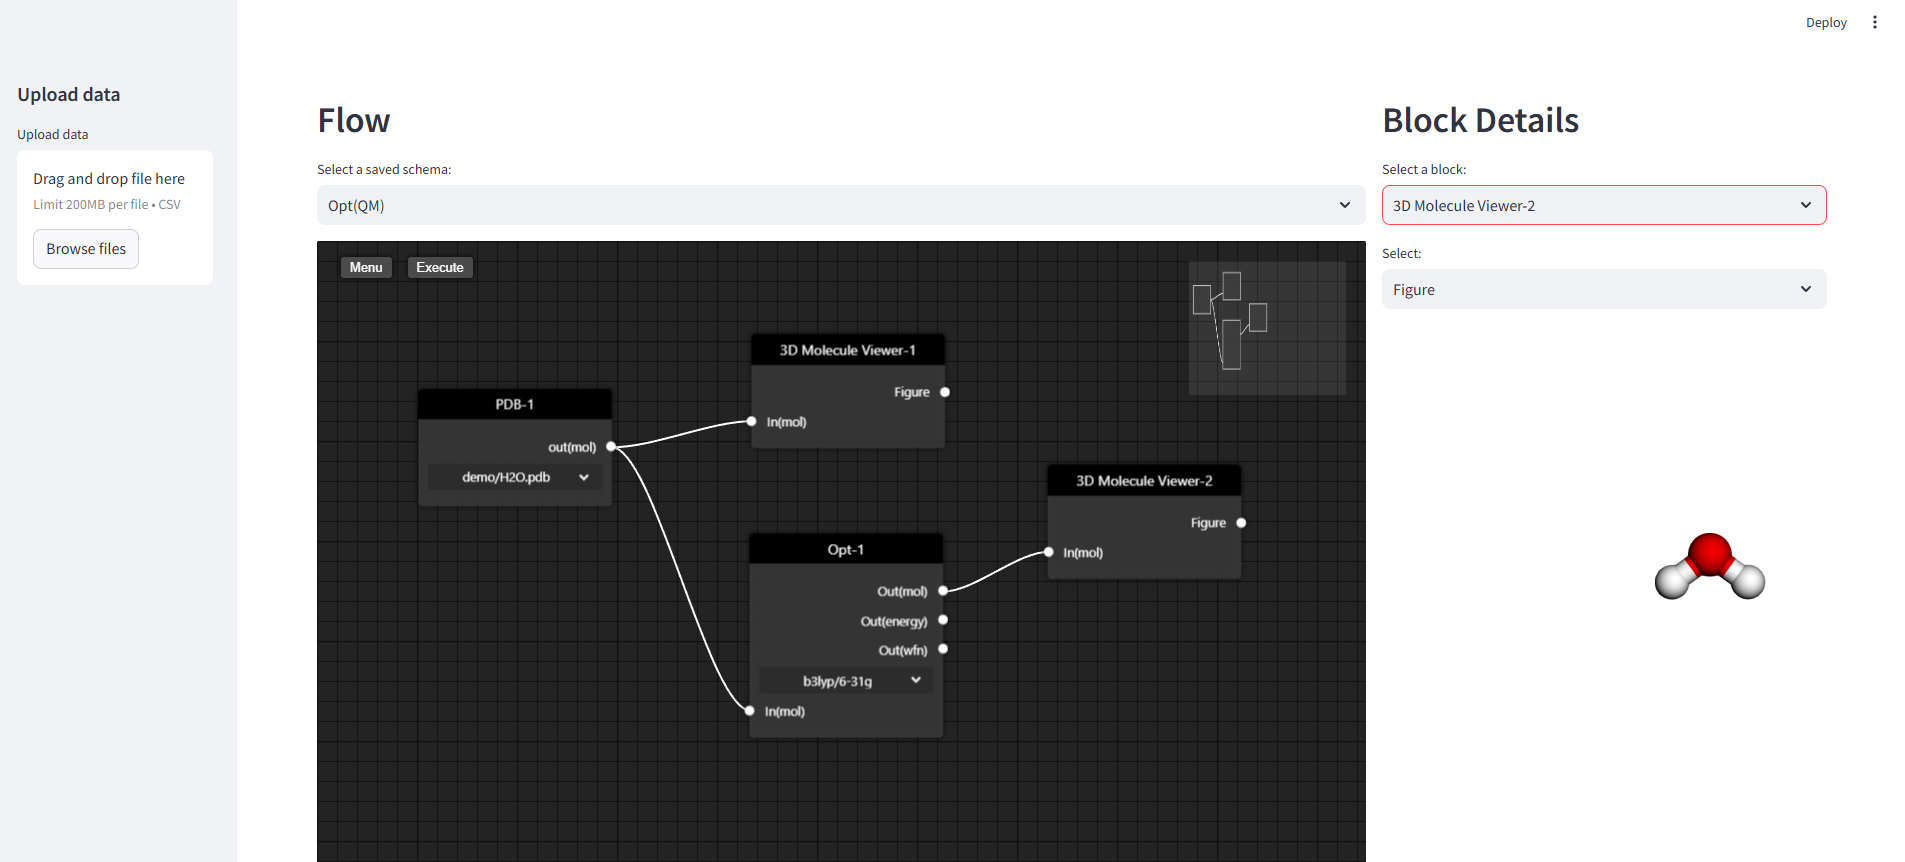 Deploy
Upload data
Upload data
Drag and drop file here
Limit 200MB per file • CSV
Browse files
Flow
Select a saved schema:
Opt(QM)
Menu
Execute
PDB-1
out(mol)
demo/H2O.pdb
3D Molecule Viewer-1
Figure
In(mol)
Opt-1
Out(mol)
Out(energy)
Out(wfn)
b3lyp/6-31g
In(mol)
3D Molecule Viewer-2
Figure
In(mol)
Block Details
Select a block:
3D Molecule Viewer-2
Select:
Figure